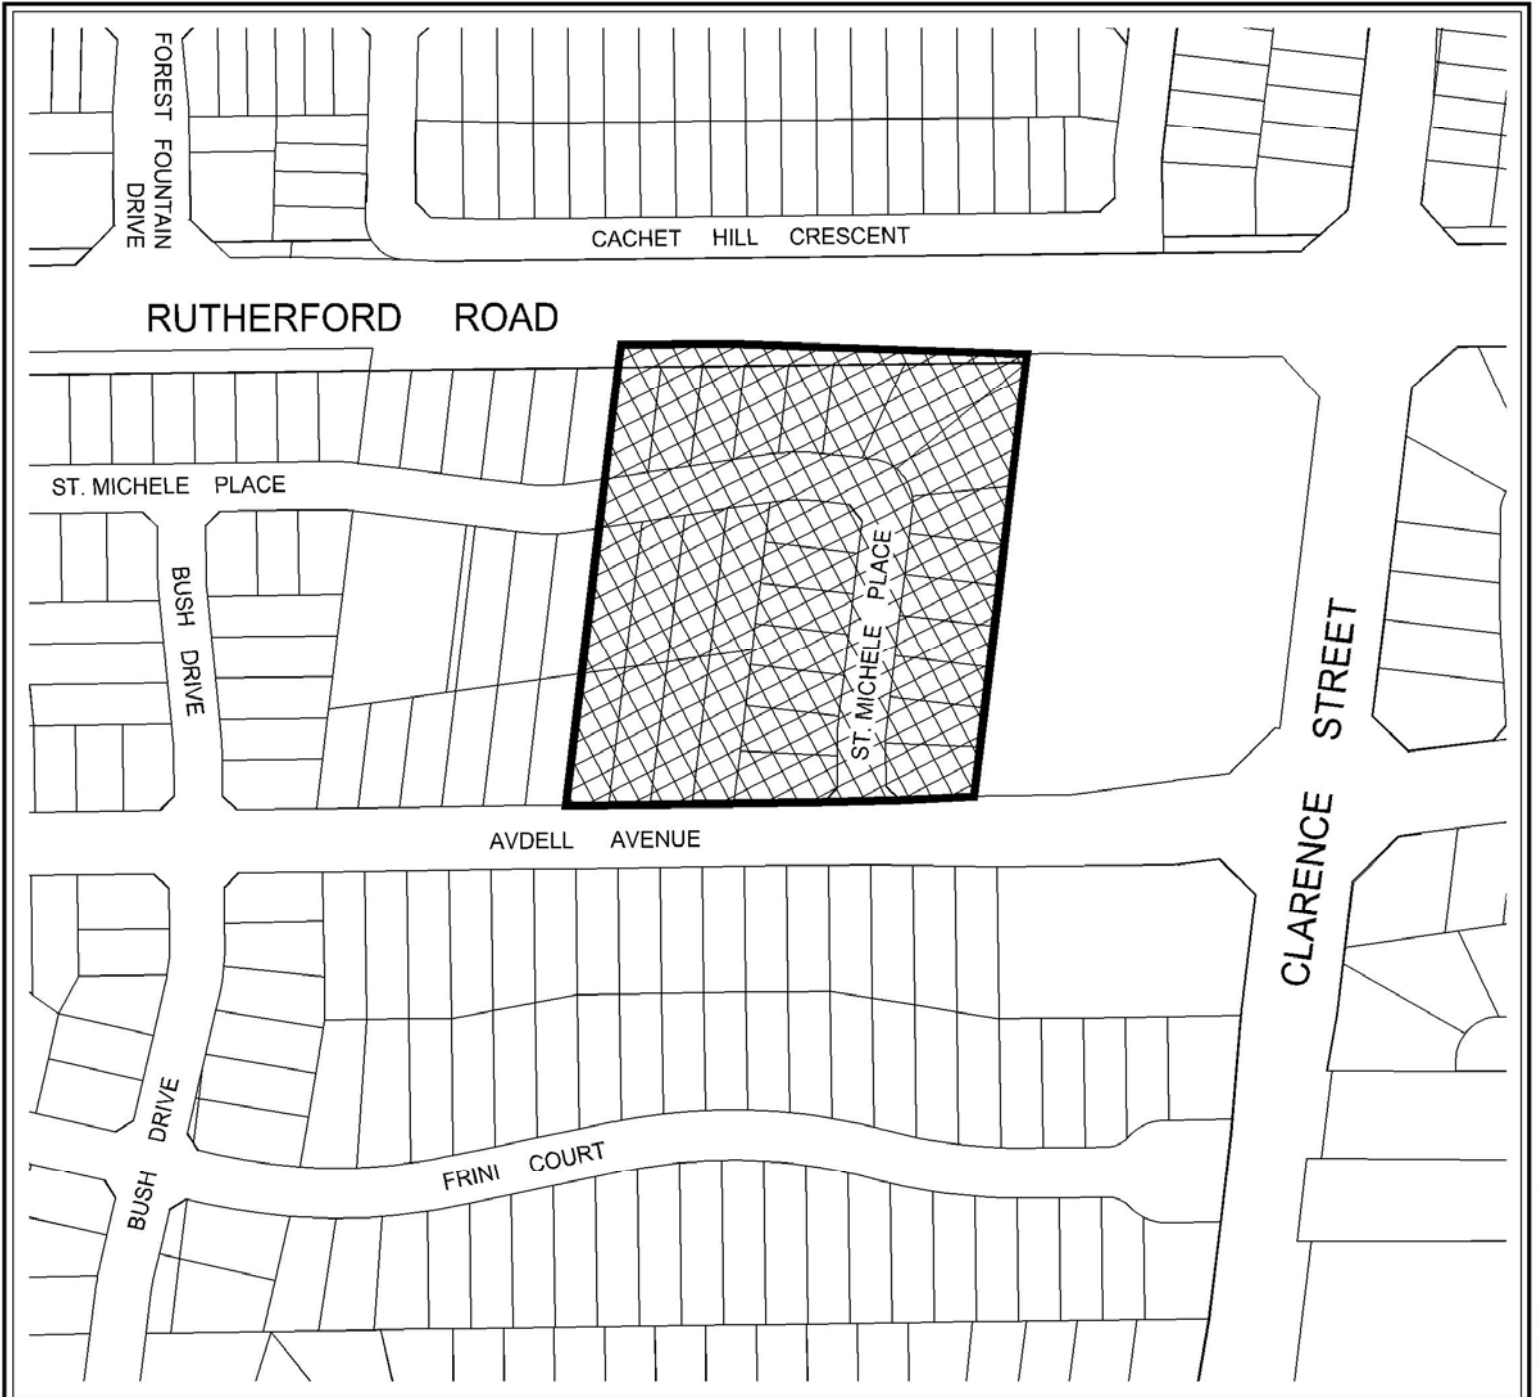 FOREST FOUNTAIN
DRIVE
CACHET HILL CRESCENT
RUTHERFORD ROAD
ST. MICHELE PLACE
BUSH DRIVE
ST. MICHELE PLACE
CLARENCE STREET
AVDELL AVENUE
BUSH DRIVE
FRINI COURT